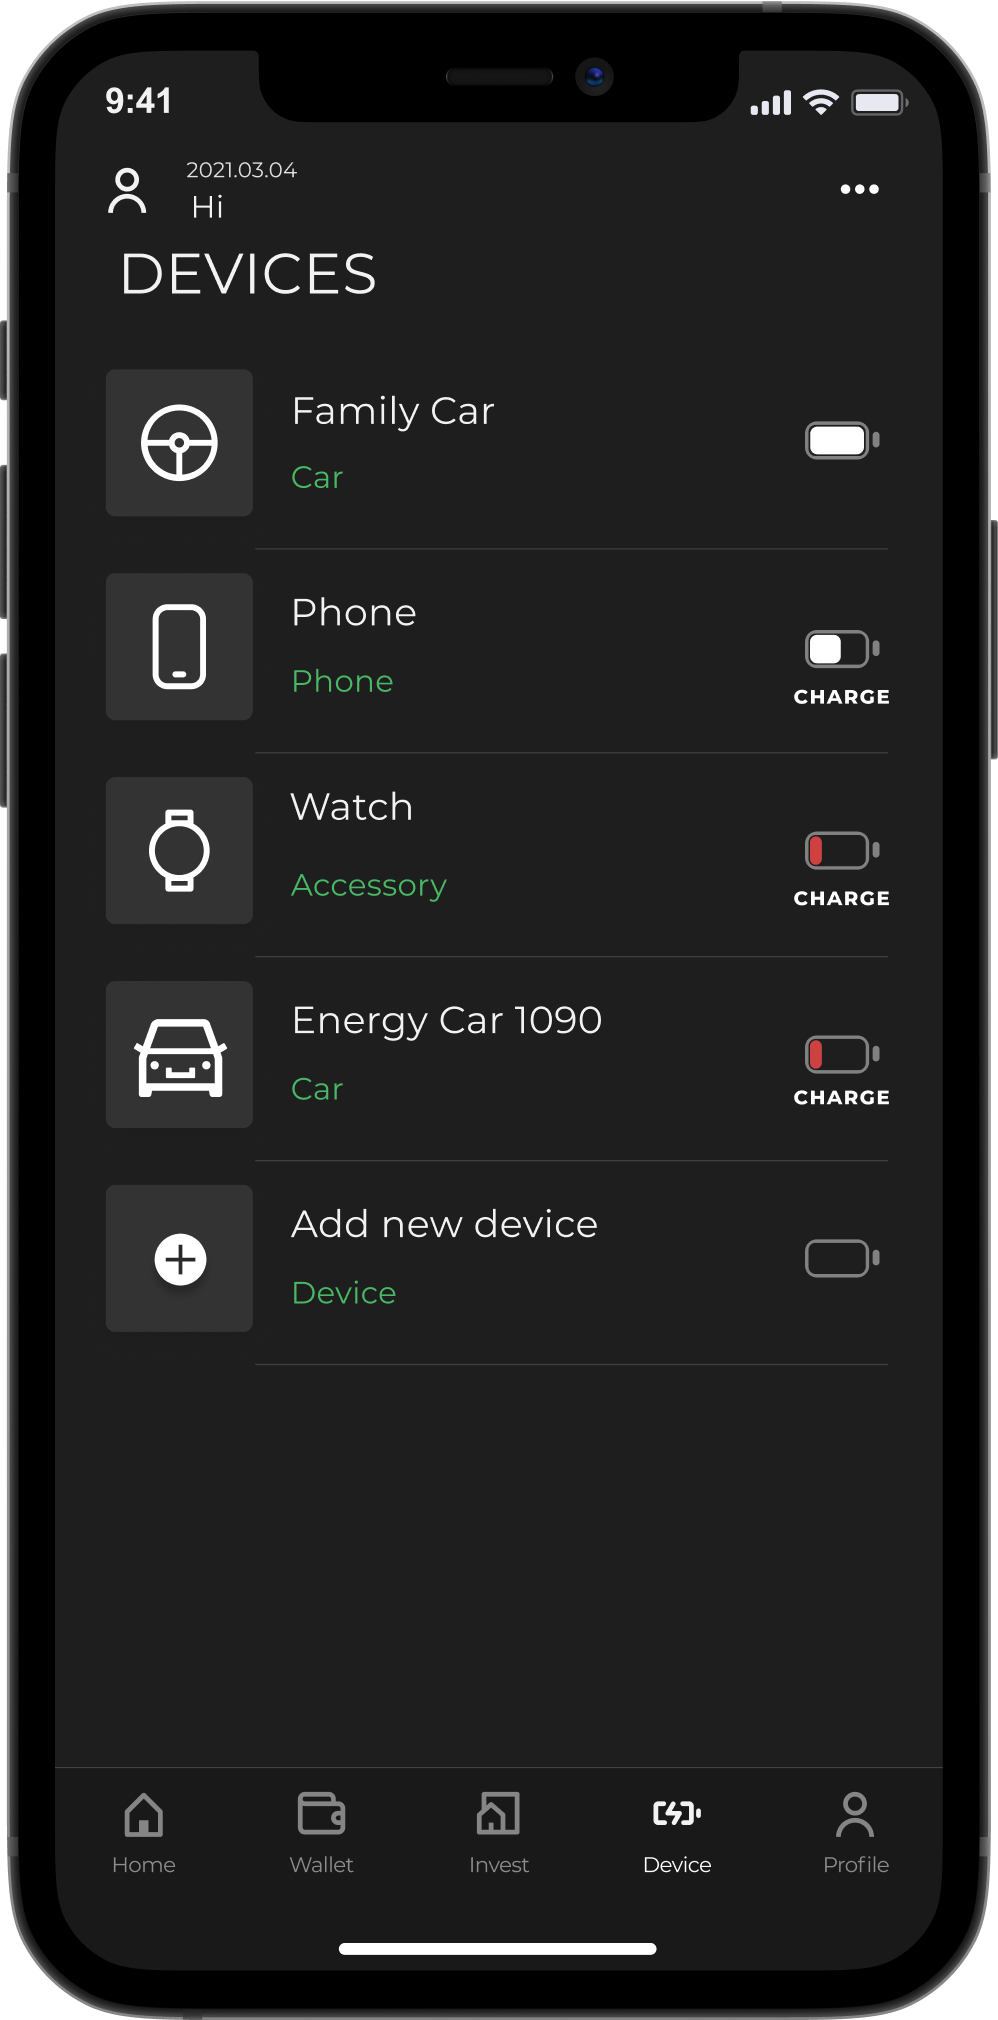 9:41
2021.03.04
Hi
DEVICES
Family Car
Car
Phone
Phone
CHARGE
Watch
Accessory
CHARGE
Energy Car 1090
Car
CHARGE
Add new device
Device
Home
Wallet
Invest
Device
Profile